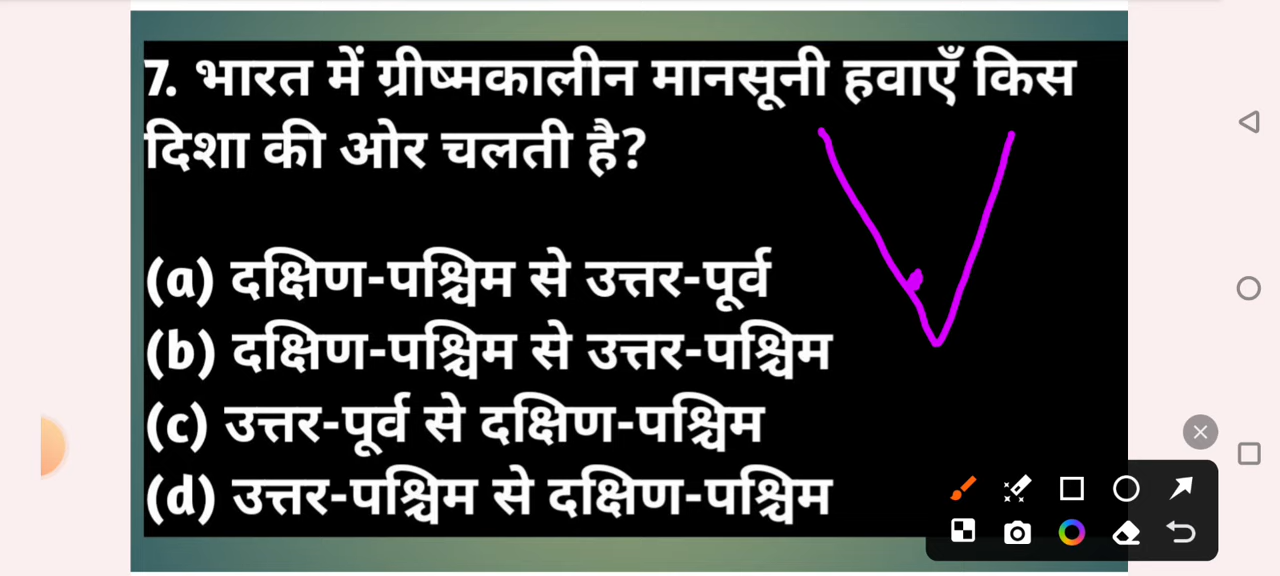 7. भारत में ग्रीष्मकालीन मानसूनी हवाएँ किस
दिशा की ओर चलती है?
(a) दक्षिण-पश्चिम से उत्तर-पूर्व
(b) दक्षिण-पश्चिम से उत्तर-पश्चिम
(c) उत्तर-पूर्व से दक्षिण-पश्चिम
(d) उत्तर-पश्चिम से दक्षिण-पश्चिम